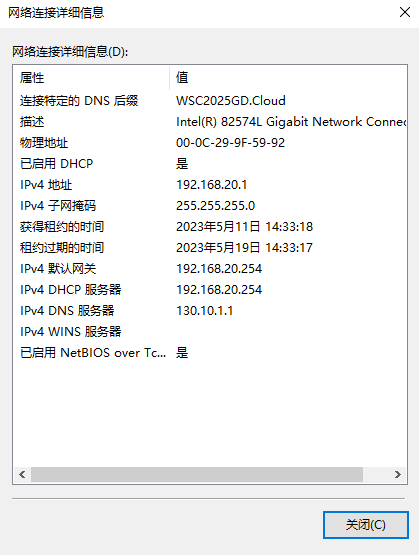 网络连接详细信息
网络连接详细信息(D):
属性 值
连接特定的 DNS 后缀 WSC2025GD.Cloud
描述 Intel(R) 82574L Gigabit Network Connec
物理地址 00-0C-29-9F-59-92
已启用 DHCP 是
IPv4 地址 192.168.20.1
IPv4 子网掩码 255.255.255.0
获得租约的时间 2023年5月11日 14:33:18
租约过期的时间 2023年5月19日 14:33:17
IPv4 默认网关 192.168.20.254
IPv4 DHCP 服务器 192.168.20.254
IPv4 DNS 服务器 130.10.1.1
IPv4 WINS 服务器
已启用 NetBIOS over Tc... 是
关闭(C)